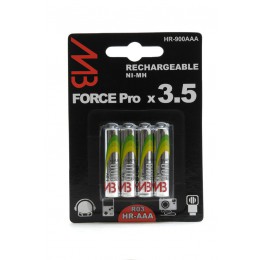 HR-900AAA
MB
RECHARGEABLE
NI-MH
FORCE Pro x 3.5
MB MB MB MB
R03
HR-AAA